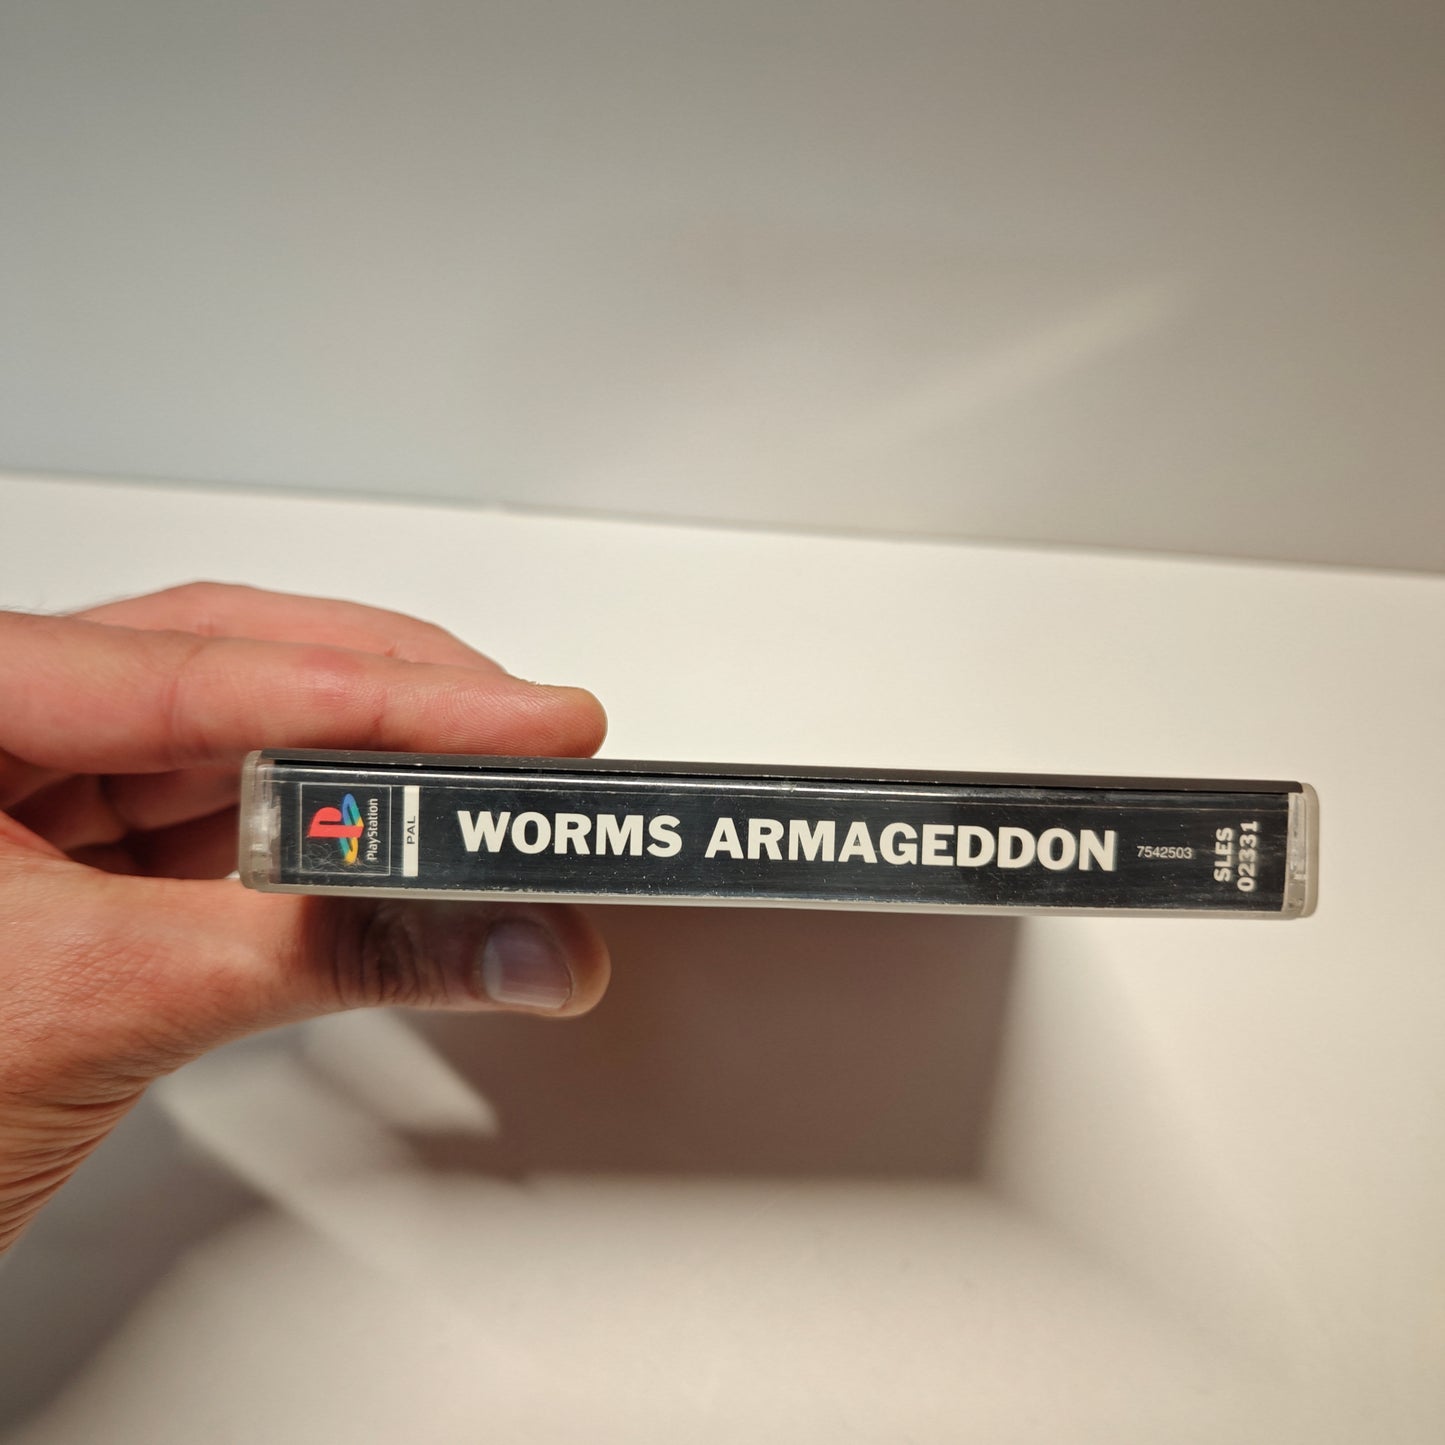 PlayStation
PAL
WORMS ARMAGEDDON
7542503
SLES
02331